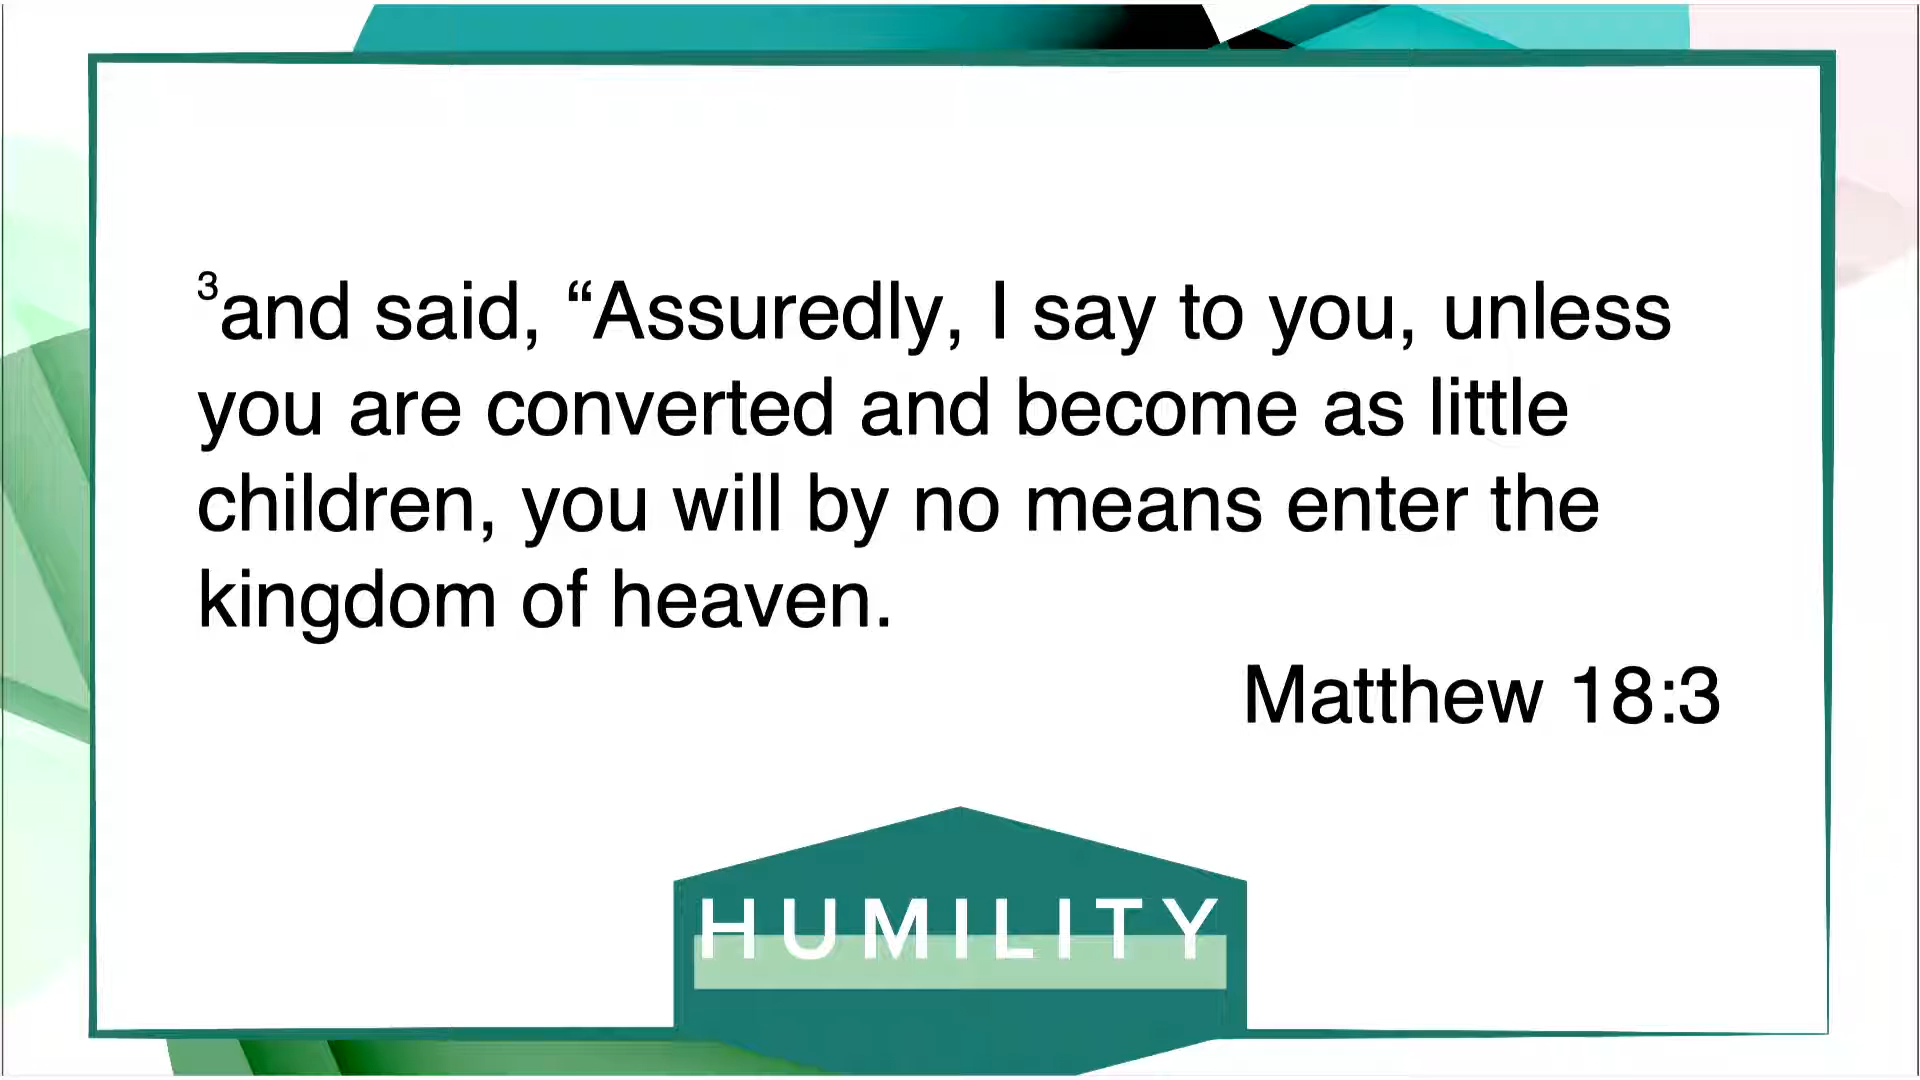 ³and said, “Assuredly, I say to you, unless
you are converted and become as little
children, you will by no means enter the
kingdom of heaven.
Matthew 18:3
HUMILITY